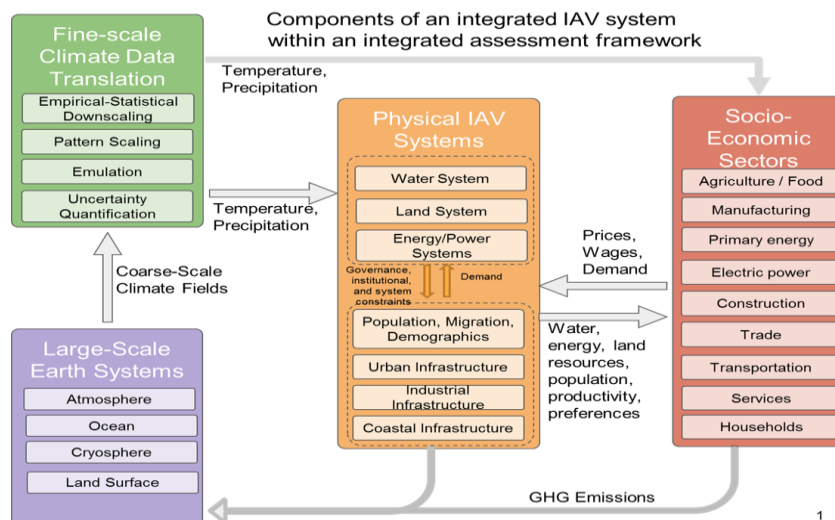 Components of an integrated IAV system
within an integrated assessment framework
Fine-scale
Climate Data
Translation
Empirical-Statistical
Downscaling
Pattern Scaling
Emulation
Uncertainty
Quantification
Temperature,
Precipitation
Temperature,
Precipitation
Coarse-Scale
Climate Fields
Large-Scale
Earth Systems
Atmosphere
Ocean
Cryosphere
Land Surface
Physical IAV
Systems
Water System
Land System
Energy/Power
Systems
Governance,
institutional,
and system
constraints
Demand
Population, Migration,
Demographics
Urban Infrastructure
Industrial
Infrastructure
Coastal Infrastructure
Prices,
Wages,
Demand
Water,
energy, land
resources,
population,
productivity,
preferences
Socio-
Economic
Sectors
Agriculture / Food
Manufacturing
Primary energy
Electric power
Construction
Trade
Transportation
Services
Households
GHG Emissions
1